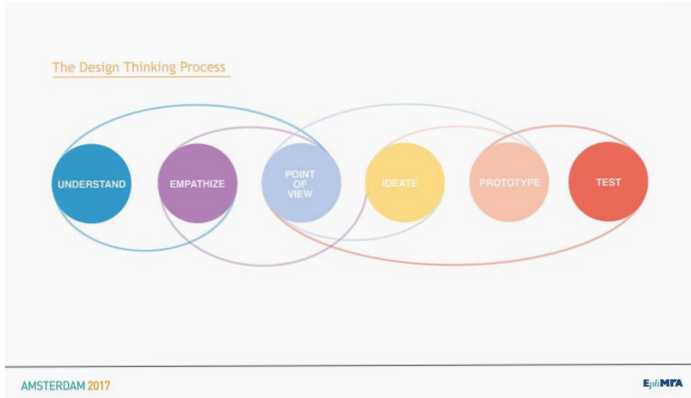 The Design Thinking Process
UNDERSTAND
EMPATHIZE
POINT
OF
VIEW
IDEATE
PROTOTYPE
TEST
AMSTERDAM 2017
EphMRA